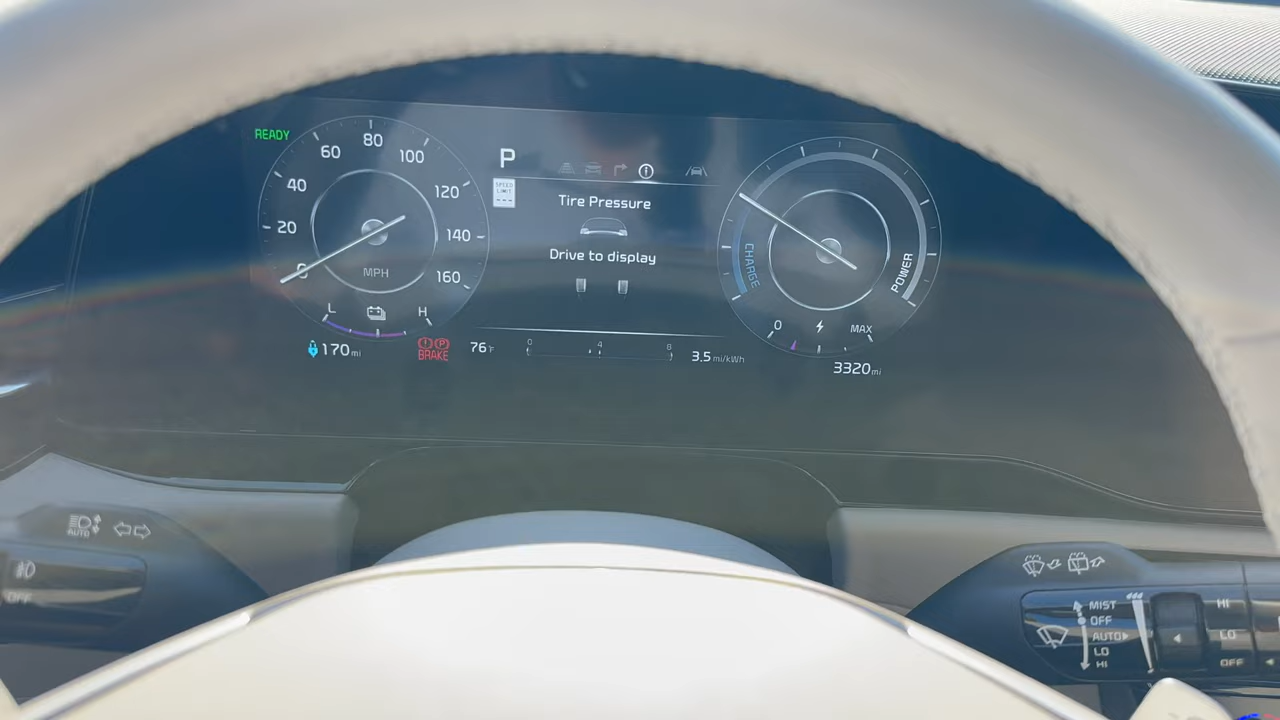 READY
0
20
40
60
80
100
120
140
160
MPH
L
H
170mi
BRAKE
P
SPEED
LIMIT
---
Tire Pressure
Drive to display
76°F
0
4
8
3.5 mi/kWh
CHARGE
POWER
0
MAX
3320mi
AUTO
OFF
MIST
OFF
AUTO
LO
HI
HI
LO
OFF